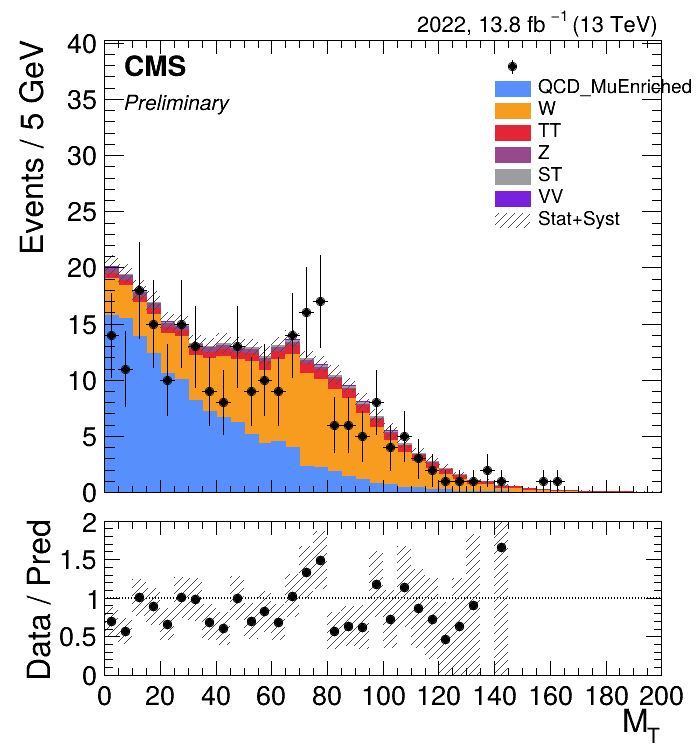 2022, 13.8 fb⁻¹ (13 TeV)
CMS
Preliminary
QCD_MuEnriched
W
TT
Z
ST
VV
Stat+Syst
Events / 5 GeV
40
35
30
25
20
15
10
5
0
Data / Pred
2
1.5
1
0.5
0
0 20 40 60 80 100 120 140 160 180 200
M_T